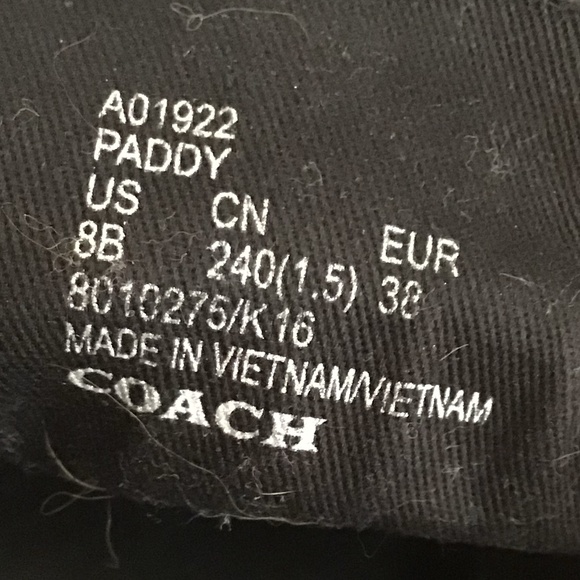 A01922
PADDY
US CN EUR
8B 240(1.5) 38
8010275/K16
MADE IN VIETNAM/VIETNAM
COACH